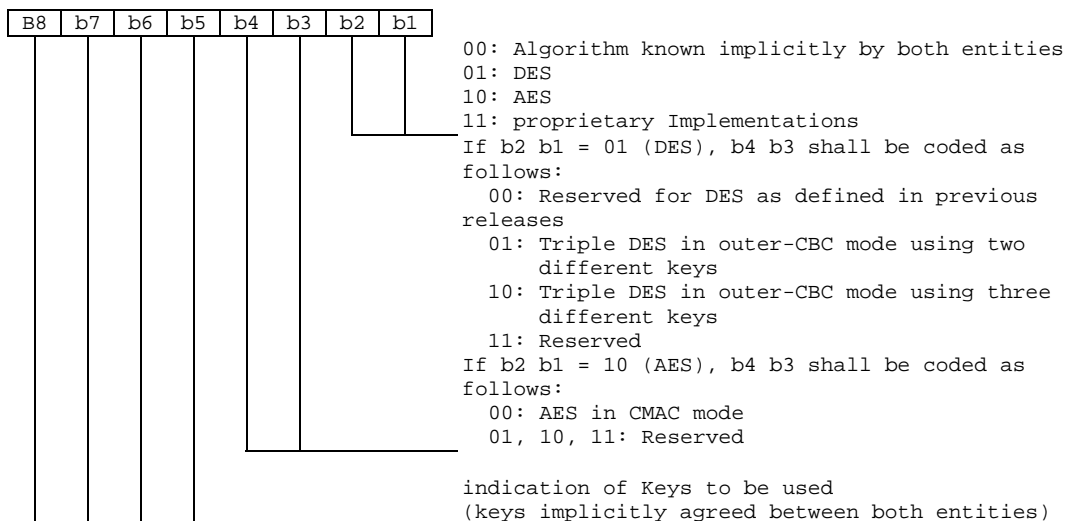 B8 b7 b6 b5 b4 b3 b2 b1
00: Algorithm known implicitly by both entities
01: DES
10: AES
11: proprietary Implementations
If b2 b1 = 01 (DES), b4 b3 shall be coded as
follows:
00: Reserved for DES as defined in previous
releases
01: Triple DES in outer-CBC mode using two
different keys
10: Triple DES in outer-CBC mode using three
different keys
11: Reserved
If b2 b1 = 10 (AES), b4 b3 shall be coded as
follows:
00: AES in CMAC mode
01, 10, 11: Reserved
indication of Keys to be used
(keys implicitly agreed between both entities)